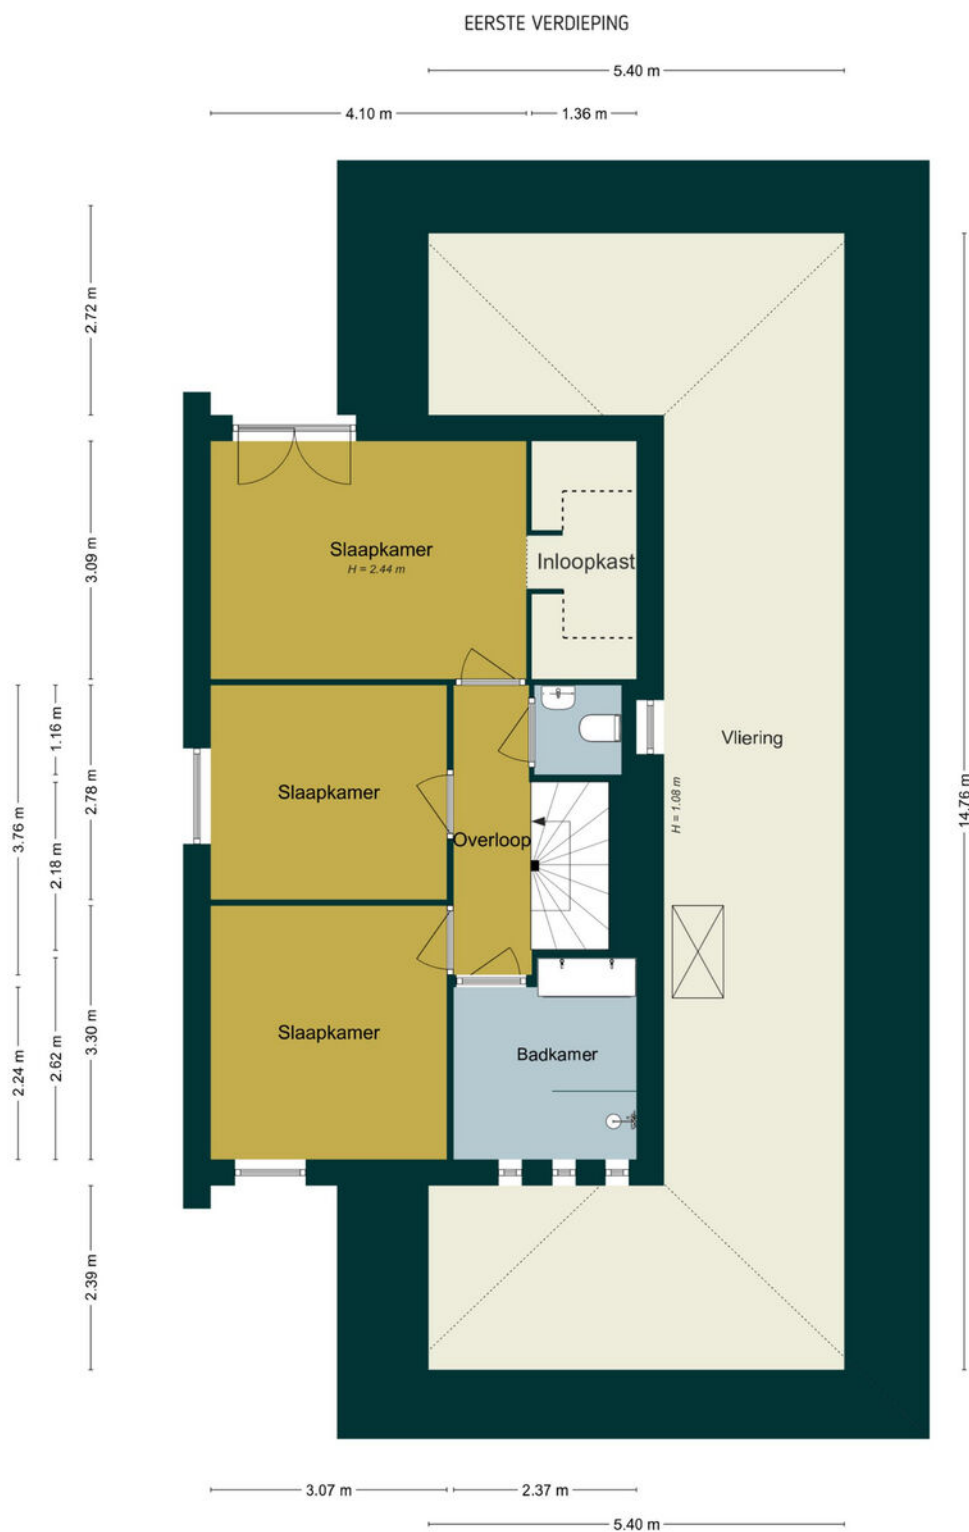 EERSTE VERDIEPING
5.40 m
4.10 m
1.36 m
2.72 m
3.09 m
Slaapkamer
H = 2.44 m
Inloopkast
1.16 m
2.78 m
3.76 m
2.18 m
Slaapkamer
Overloop
Vliering
H = 1.08 m
14.76 m
3.30 m
2.62 m
2.24 m
Slaapkamer
Badkamer
2.39 m
3.07 m
2.37 m
5.40 m